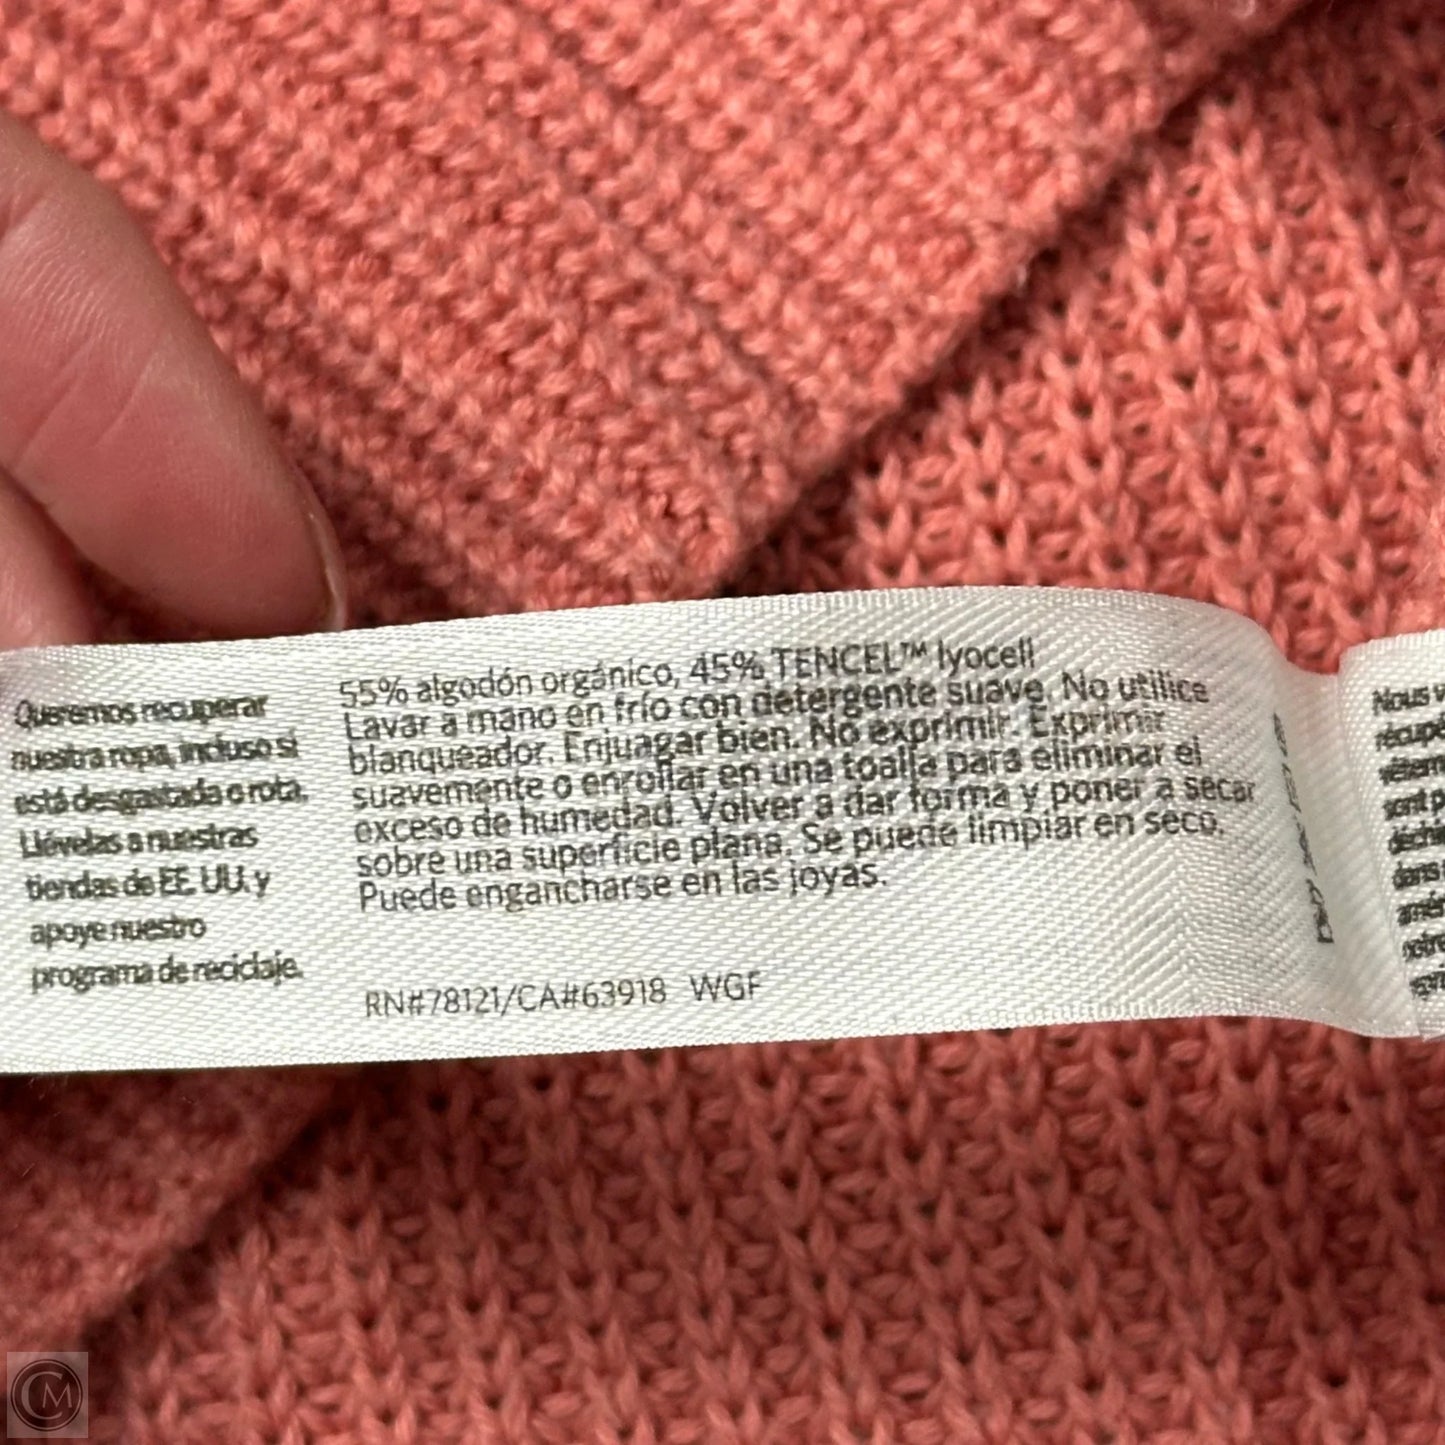 Queremos recuperar
nuestra ropa, incluso si
está desgastada o rota.
Llévelas a nuestras
tiendas de EE. UU. y
apoye nuestro
programa de reciclaje.
55% algodón orgánico, 45% TENCEL™ lyocell
Lavar a mano en frío con detergente suave. No utilice
blanqueador. Enjuagar bien. No exprimir. Exprimir
suavemente o enrollar en una toalla para eliminar el
exceso de humedad. Volver a dar forma y poner a secar
sobre una superficie plana. Se puede limpiar en seco.
Puede engancharse en las joyas.
RN#78121/CA#63918 WGF
Nous
CM